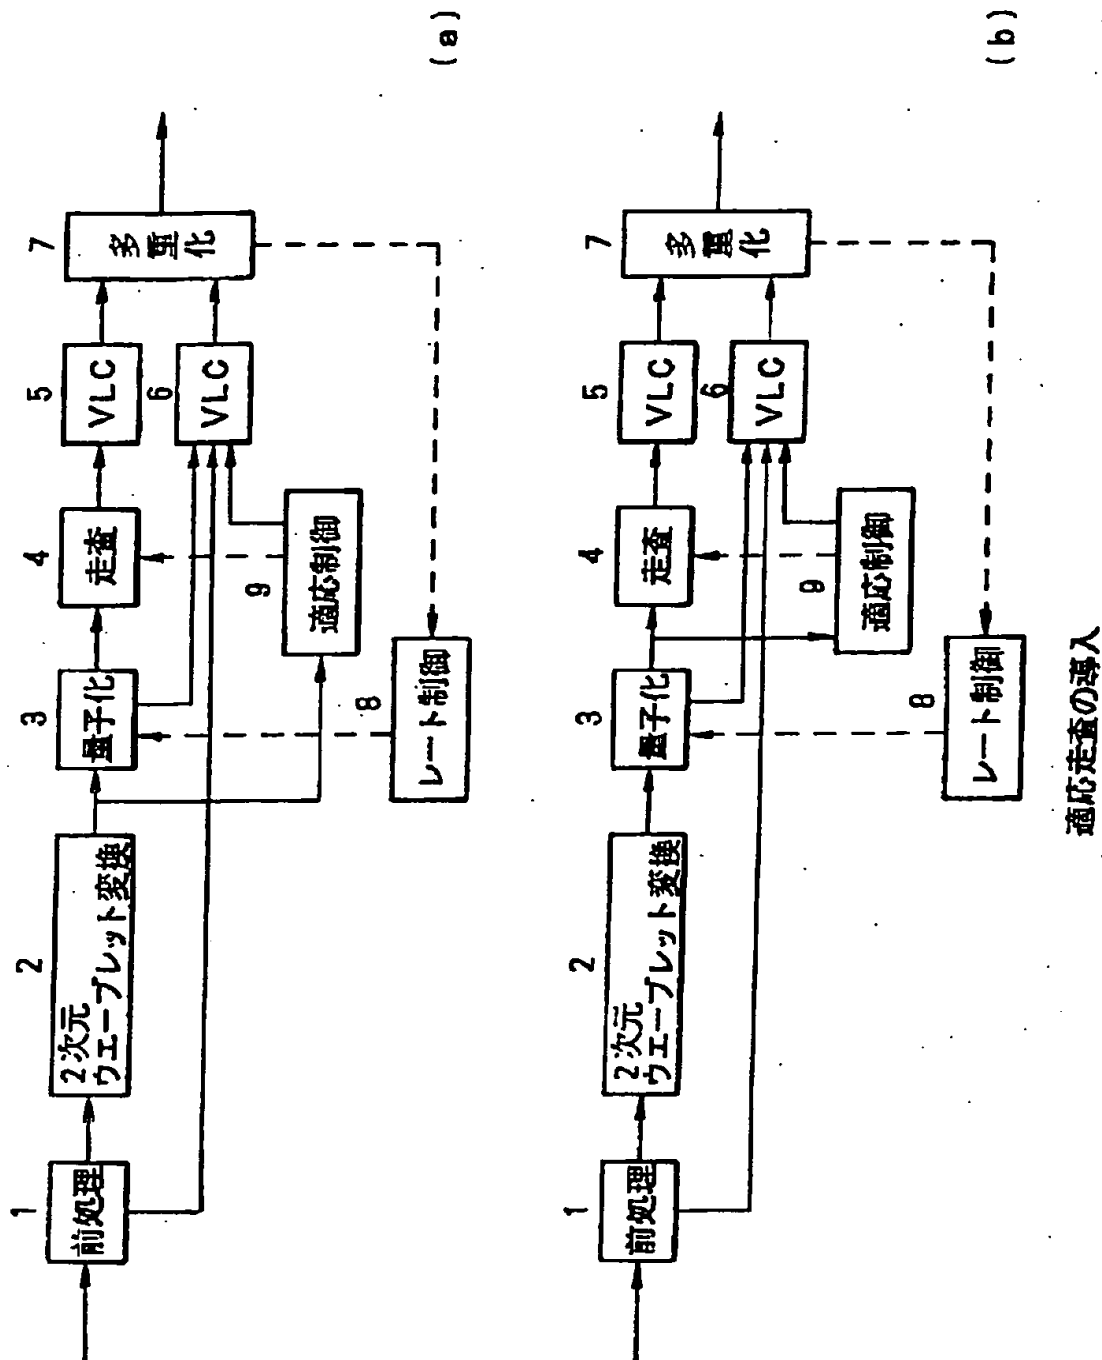 1
前処理
2
2次元
ウェーブレット変換
3
量子化
4
走査
5
VLC
6
VLC
7
多重化
8
レート制御
9
適応制御
(a)
1
前処理
2
2次元
ウェーブレット変換
3
量子化
4
走査
5
VLC
6
VLC
7
多重化
8
レート制御
9
適応制御
(b)
適応走査の導入